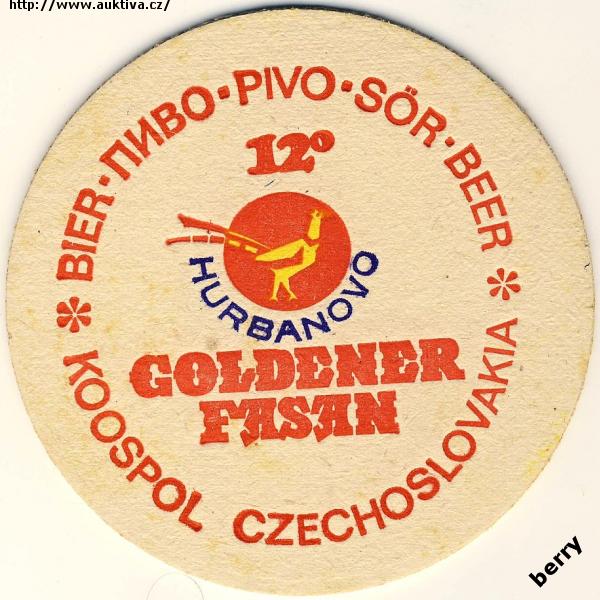 http://www.auktiva.cz/
BIER·ПИВО·PIVO·SÖR·BEER
12°
HURBANOVO
GOLDENER
FASAN
* KOOSPOL CZECHOSLOVAKIA *
berry